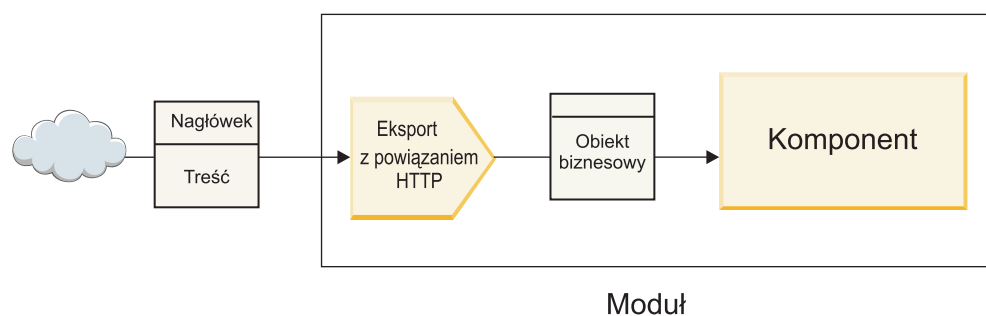 Nagłówek
Treść
Eksport
z powiązaniem
HTTP
Obiekt
biznesowy
Komponent
Moduł